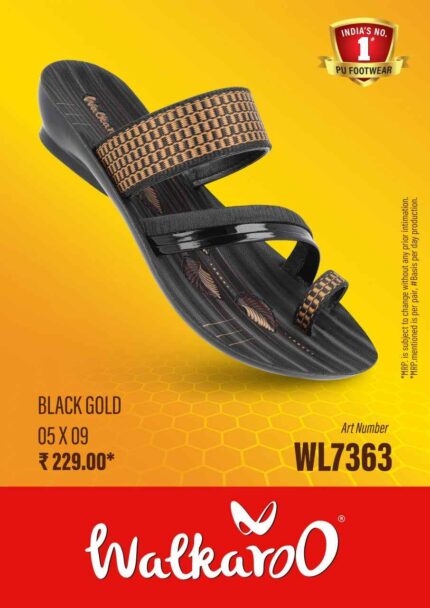 INDIA'S NO.
1#
PU FOOTWEAR
Walkaroo
*MRP. is subject to change without any prior intimation.
*MRP.mentioned is per pair. #Basis per day production.
BLACK GOLD
05 X 09
₹ 229.00*
Art Number
WL7363
Walkaroo®